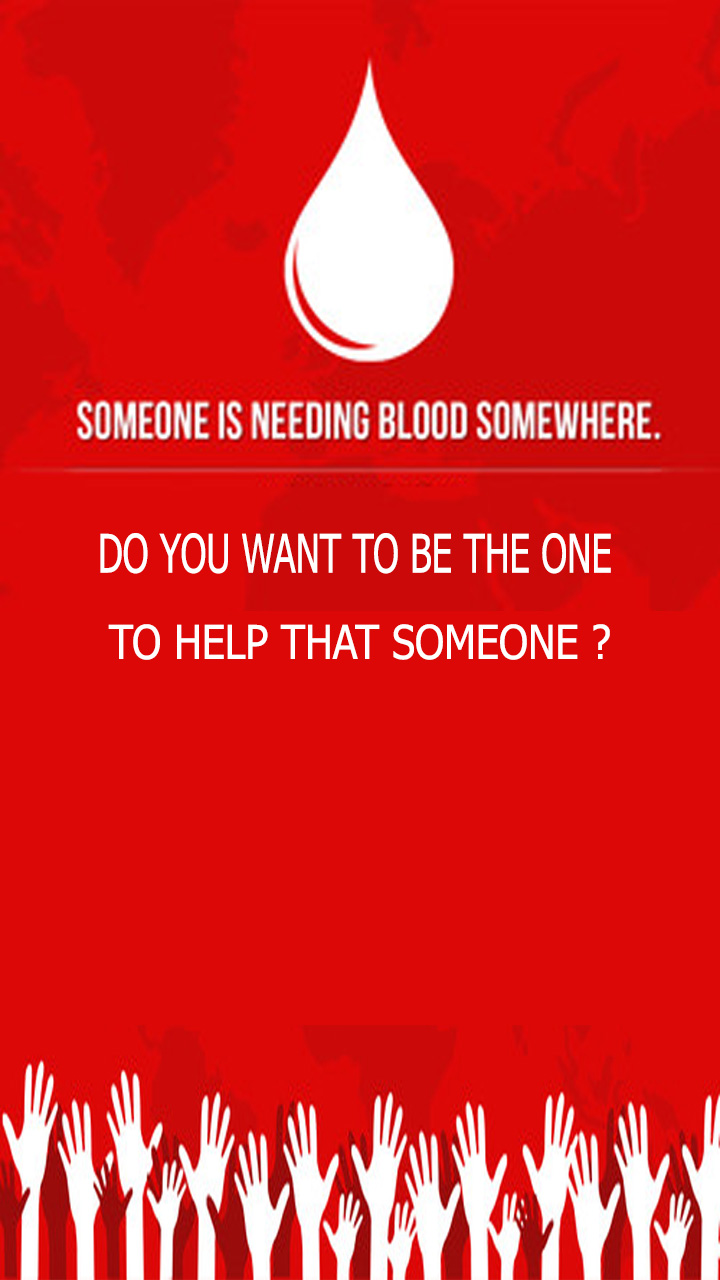 SOMEONE IS NEEDING BLOOD SOMEWHERE.
DO YOU WANT TO BE THE ONE
TO HELP THAT SOMEONE ?